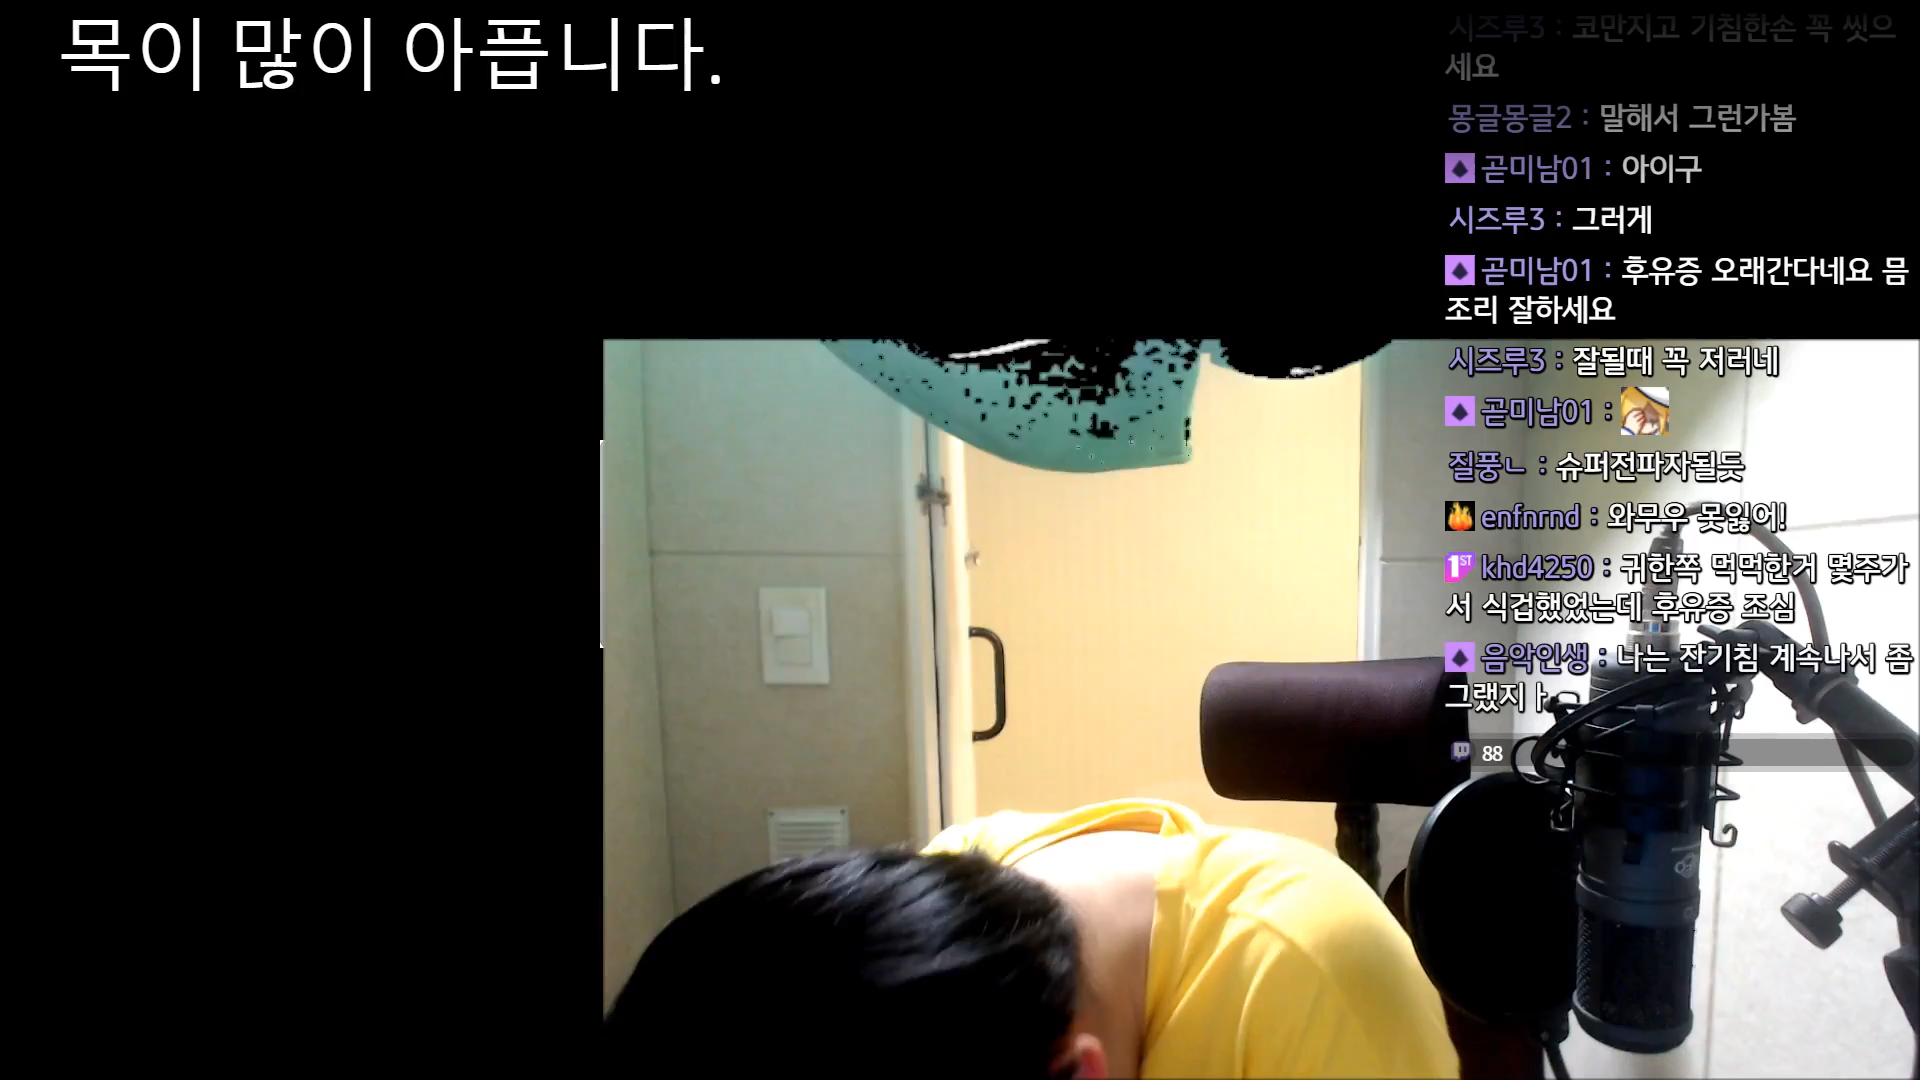 목이 많이 아픕니다.
시즈루3 : 코만지고 기침한손 꼭 씻으
세요
몽글몽글2 : 말해서 그런가봄
곧미남01 : 아이구
시즈루3 : 그러게
곧미남01 : 후유증 오래간다네요 믐
조리 잘하세요
시즈루3 : 잘될때 꼭 저러네
곧미남01 :
질풍ㄴ : 슈퍼전파자될듯
enfnrnd : 와무우 못잃어!
1ST khd4250 : 귀한쪽 먹먹한거 몇주가
서 식겁했었는데 후유증 조심
음악인생 : 나는 잔기침 계속나서 좀
그랬지ㅏ
88